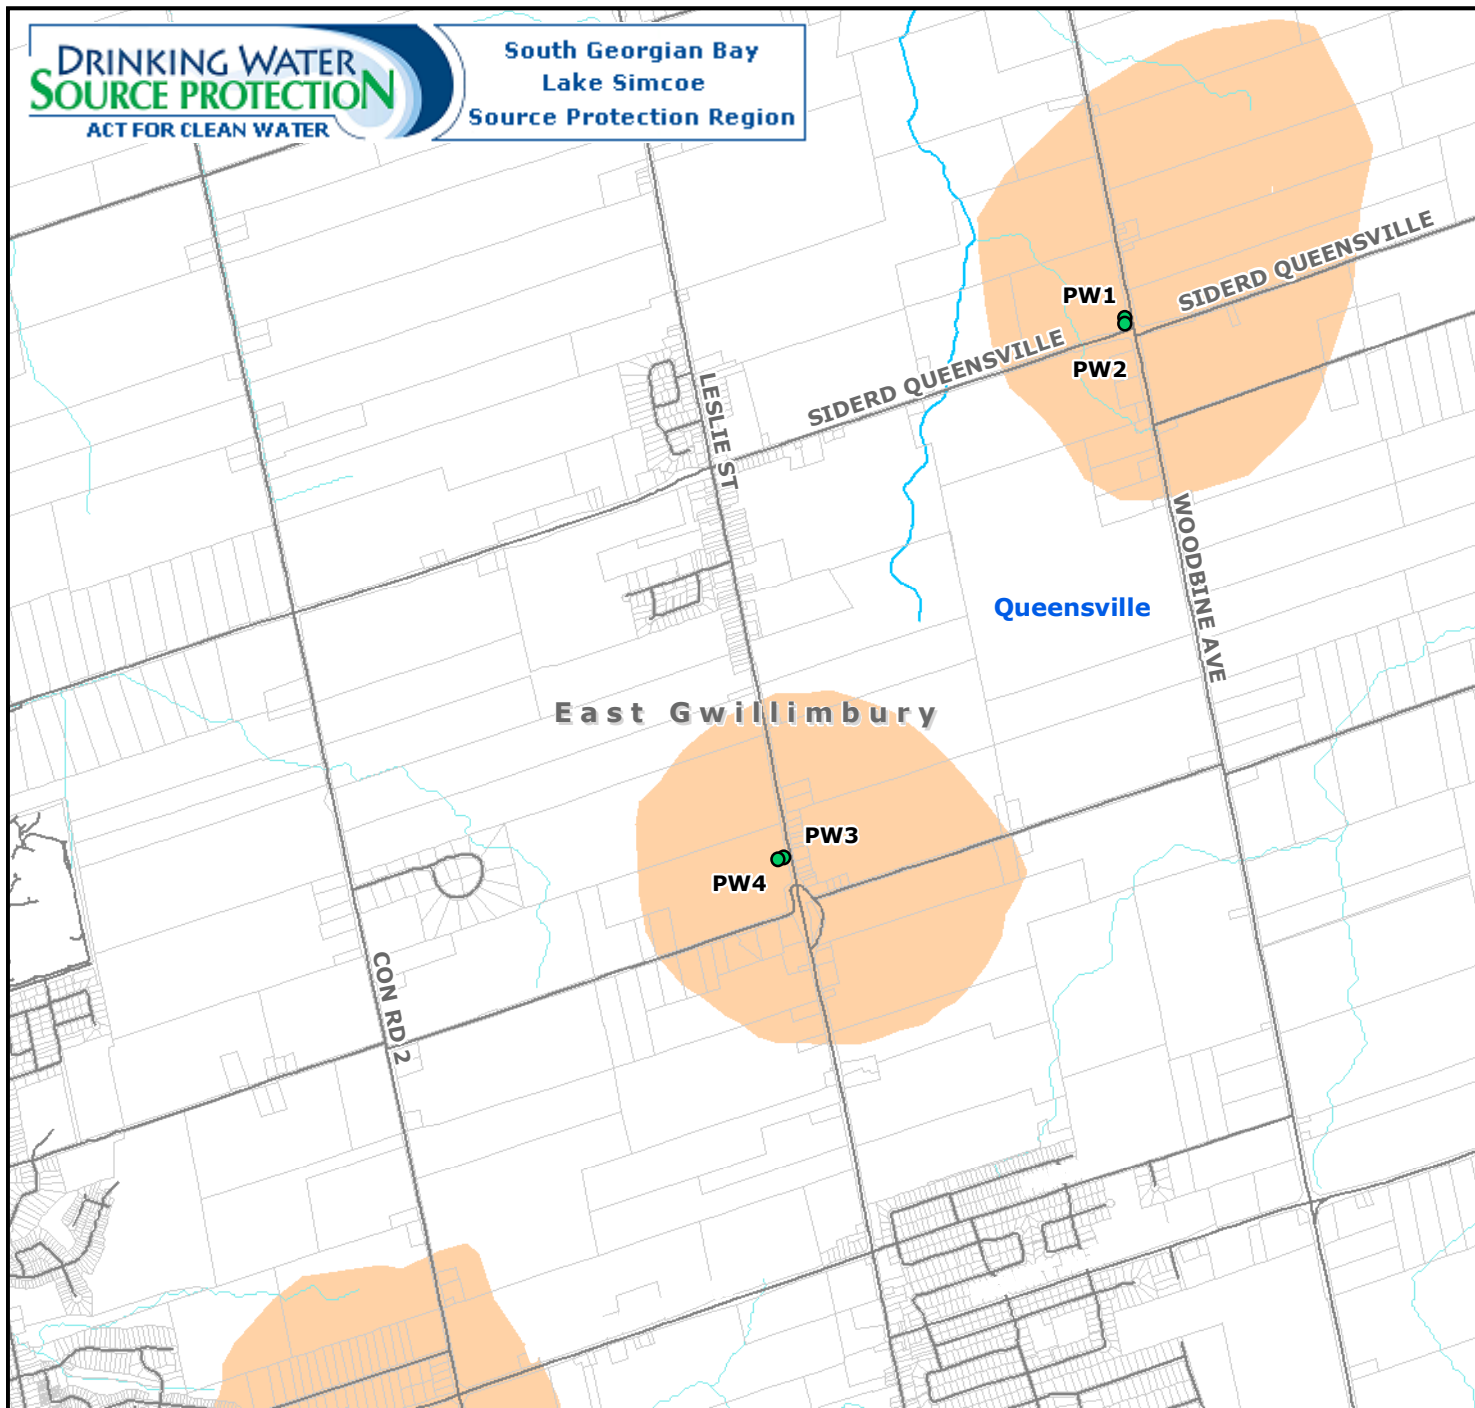 DRINKING WATER
SOURCE PROTECTION
ACT FOR CLEAN WATER
South Georgian Bay
Lake Simcoe
Source Protection Region
SIDERD QUEENSVILLE
PW1
SIDERD QUEENSVILLE
PW2
LESLIE ST
WOODBINE AVE
Queensville
East Gwillimbury
PW3
PW4
CON RD 2